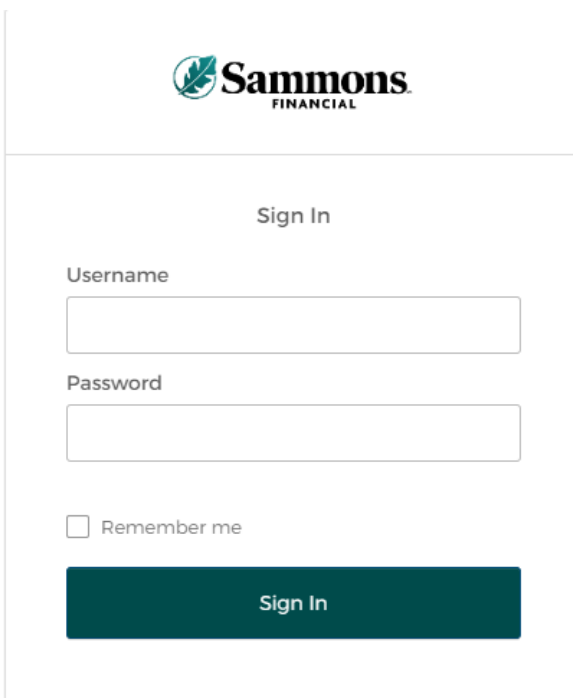 Sammons
FINANCIAL
Sign In
Username
Password
Remember me
Sign In